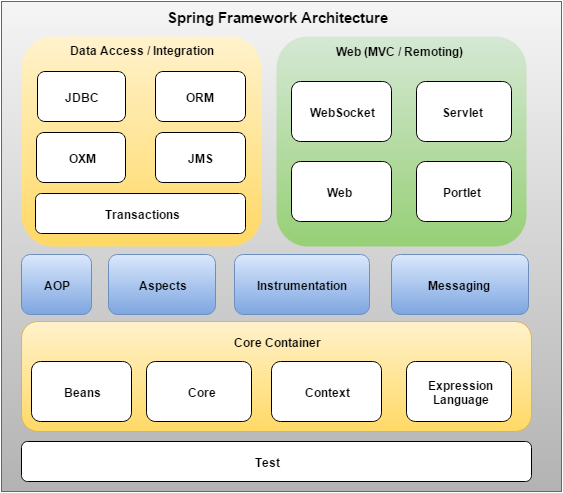 Spring Framework Architecture
Data Access / Integration
JDBC
ORM
OXM
JMS
Transactions
Web (MVC / Remoting)
WebSocket
Servlet
Web
Portlet
AOP
Aspects
Instrumentation
Messaging
Core Container
Beans
Core
Context
Expression
Language
Test